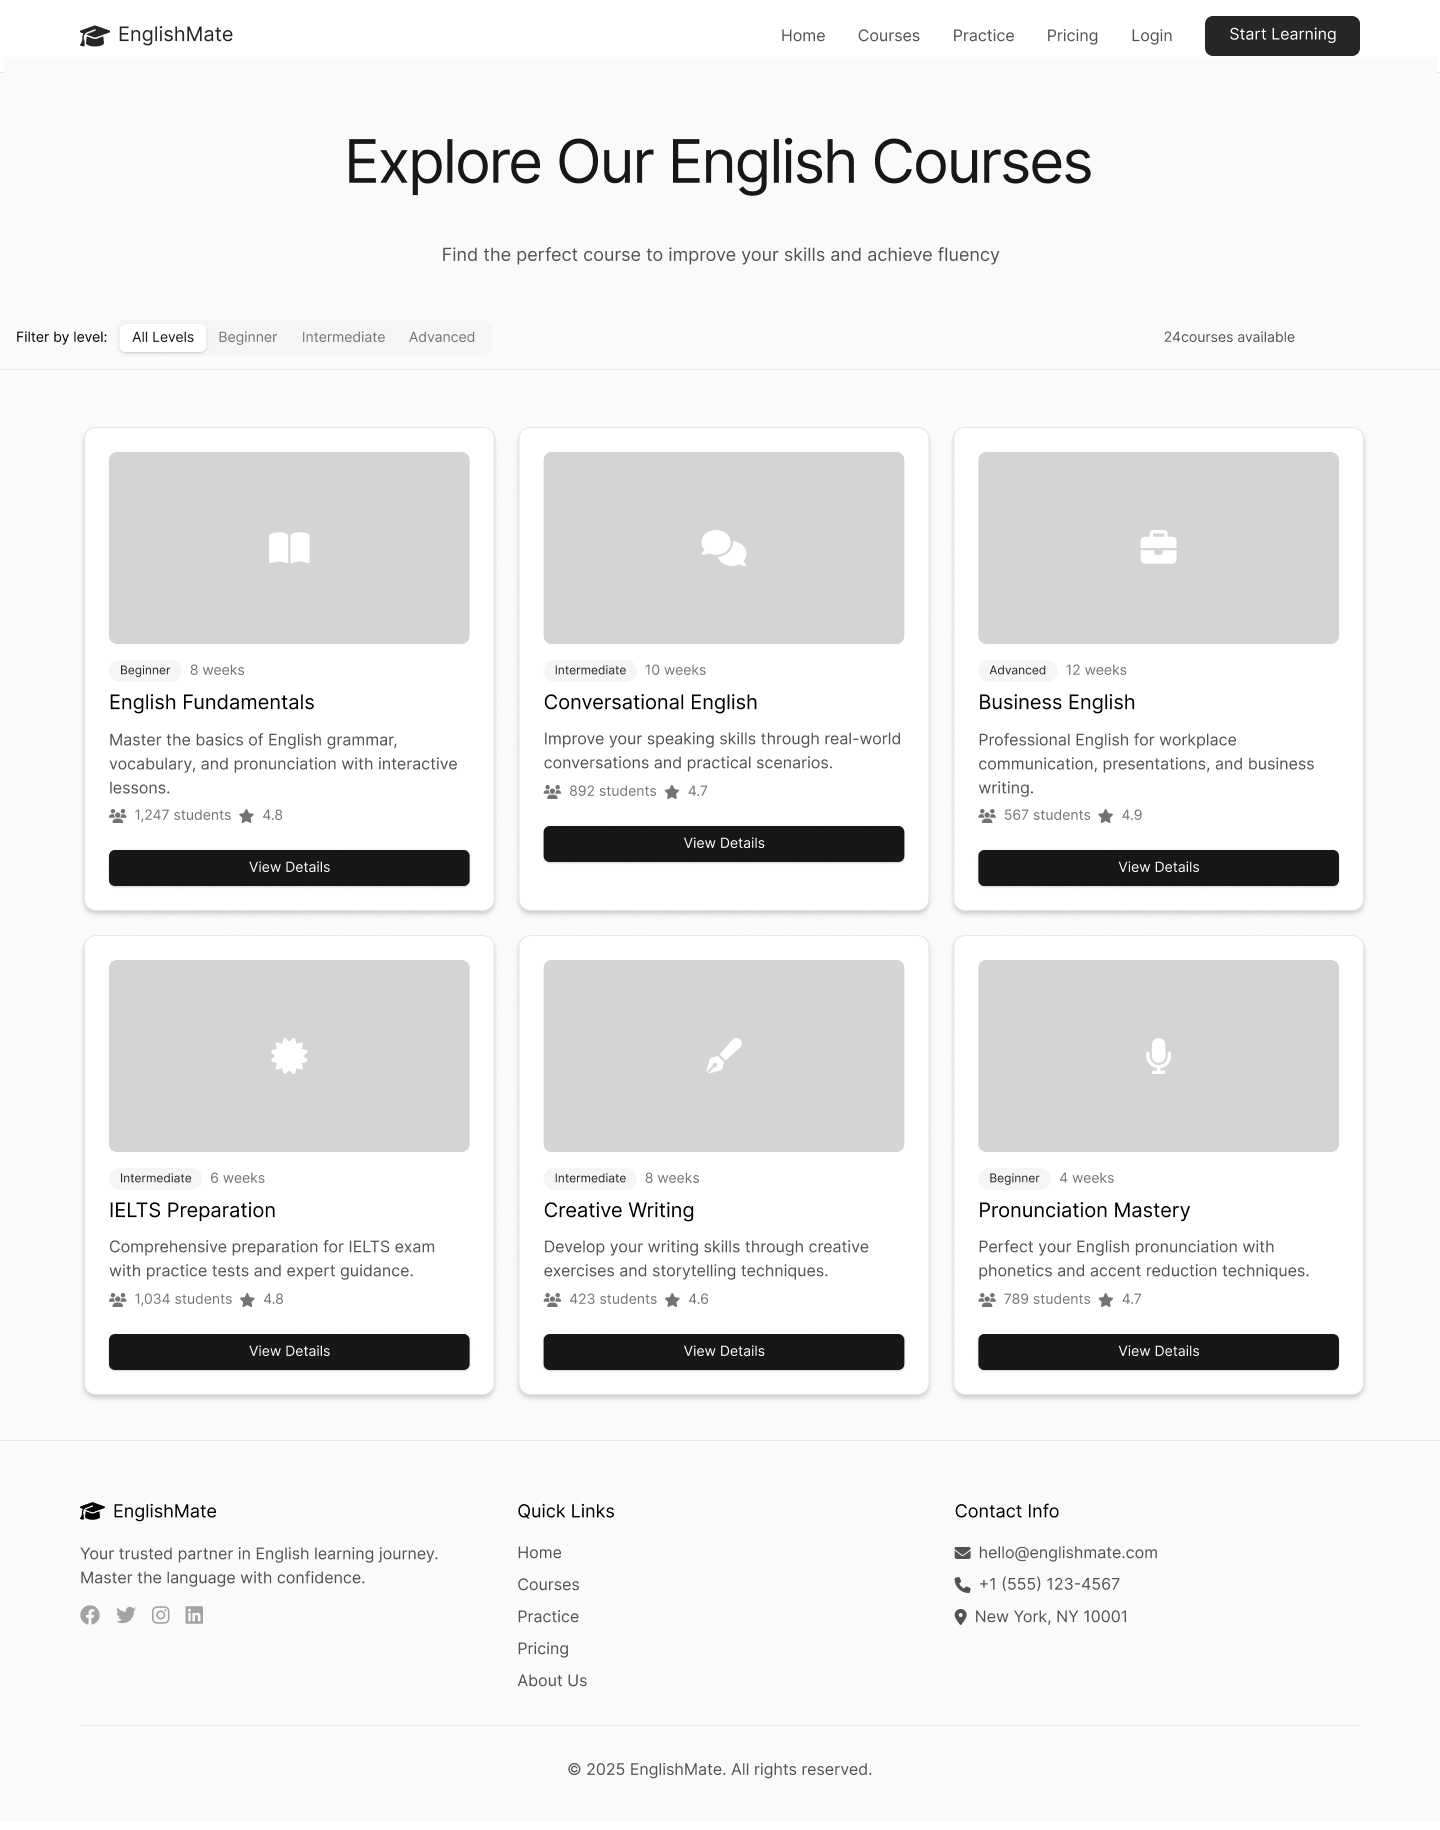 EnglishMate
Home Courses Practice Pricing Login Start Learning
Explore Our English Courses
Find the perfect course to improve your skills and achieve fluency
Filter by level: All Levels Beginner Intermediate Advanced
24courses available
Beginner 8 weeks
English Fundamentals
Master the basics of English grammar,
vocabulary, and pronunciation with interactive
lessons.
1,247 students 4.8
View Details
Intermediate 10 weeks
Conversational English
Improve your speaking skills through real-world
conversations and practical scenarios.
892 students 4.7
View Details
Advanced 12 weeks
Business English
Professional English for workplace
communication, presentations, and business
writing.
567 students 4.9
View Details
Intermediate 6 weeks
IELTS Preparation
Comprehensive preparation for IELTS exam
with practice tests and expert guidance.
1,034 students 4.8
View Details
Intermediate 8 weeks
Creative Writing
Develop your writing skills through creative
exercises and storytelling techniques.
423 students 4.6
View Details
Beginner 4 weeks
Pronunciation Mastery
Perfect your English pronunciation with
phonetics and accent reduction techniques.
789 students 4.7
View Details
EnglishMate
Your trusted partner in English learning journey.
Master the language with confidence.
Quick Links
Home
Courses
Practice
Pricing
About Us
Contact Info
hello@englishmate.com
+1 (555) 123-4567
New York, NY 10001
© 2025 EnglishMate. All rights reserved.